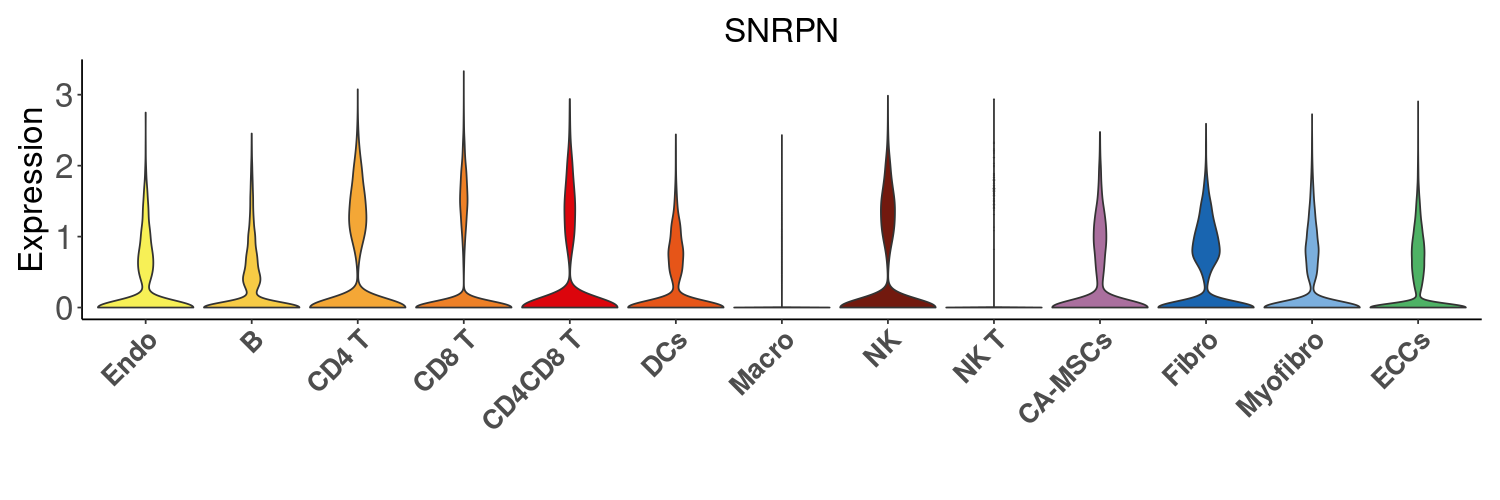 SNRPN
Expression
3
2
1
0
Endo
B
CD4 T
CD8 T
CD4CD8 T
DCs
Macro
NK
NK T
CA-MSCs
Fibro
Myofibro
ECCs